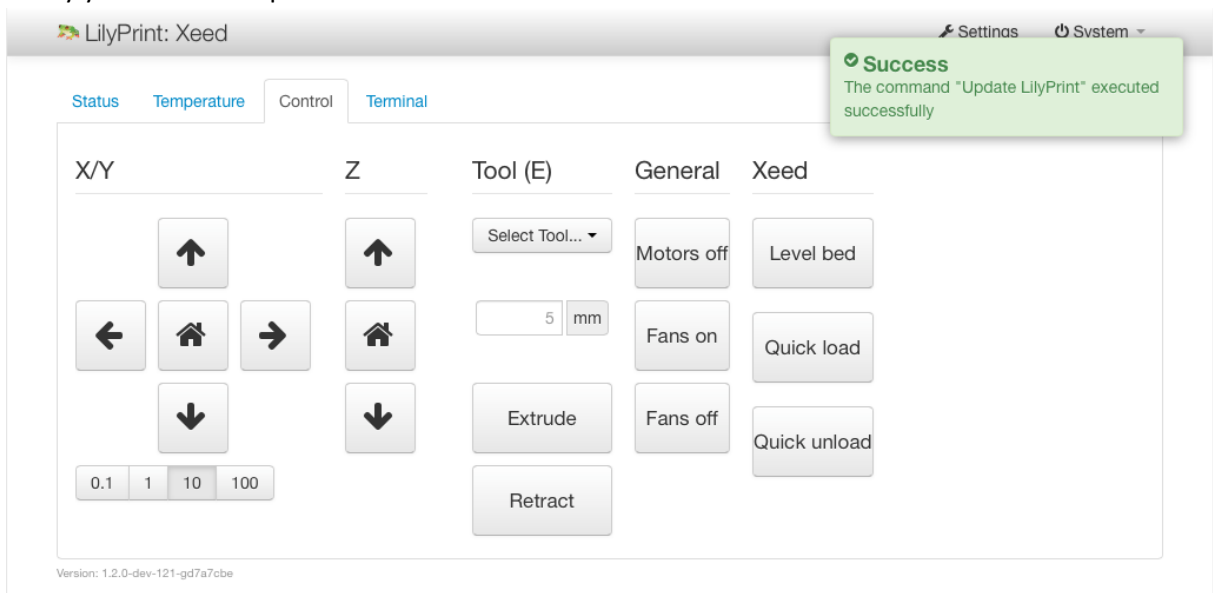 LilyPrint: Xeed
Settings System
Success
The command "Update LilyPrint" executed
successfully
Status Temperature Control Terminal
X/Y Z Tool (E) General Xeed
Select Tool...
Motors off
Level bed
5 mm
Fans on
Quick load
Extrude
Fans off
Quick unload
0.1 1 10 100
Retract
Version: 1.2.0-dev-121-gd7a7cbe